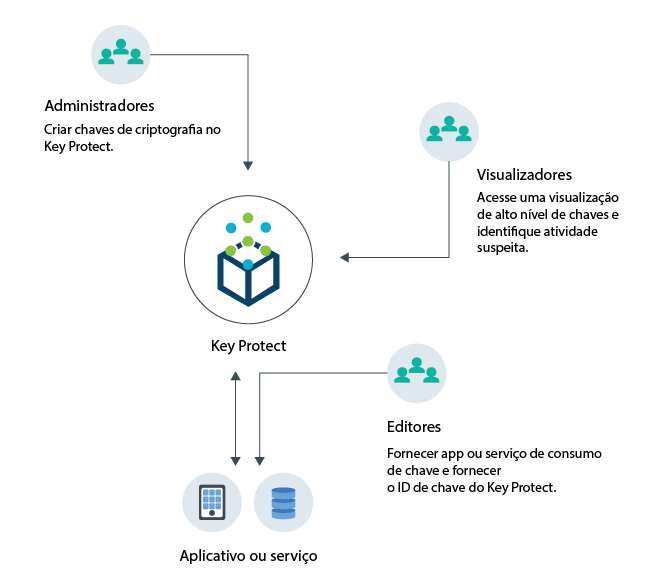 Administradores
Criar chaves de criptografia no
Key Protect.
Visualizadores
Acesse uma visualização
de alto nível de chaves e
identifique atividade
suspeita.
Key Protect
Editores
Fornecer app ou serviço de consumo
de chave e fornecer
o ID de chave do Key Protect.
Aplicativo ou serviço